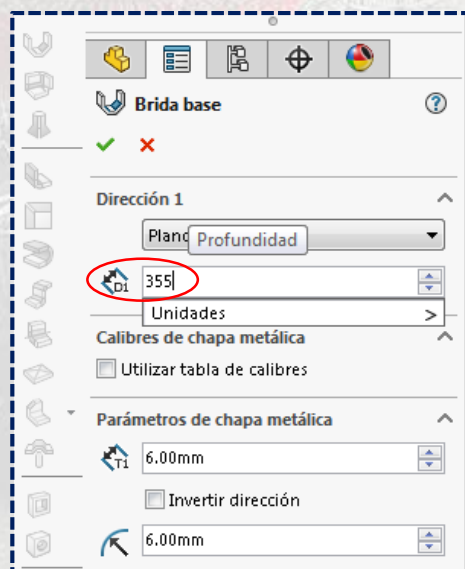 Brida base
?
Dirección 1
Plano
Profundidad
D1 355
Unidades >
Calibres de chapa metálica
Utilizar tabla de calibres
Parámetros de chapa metálica
T1 6.00mm
Invertir dirección
6.00mm